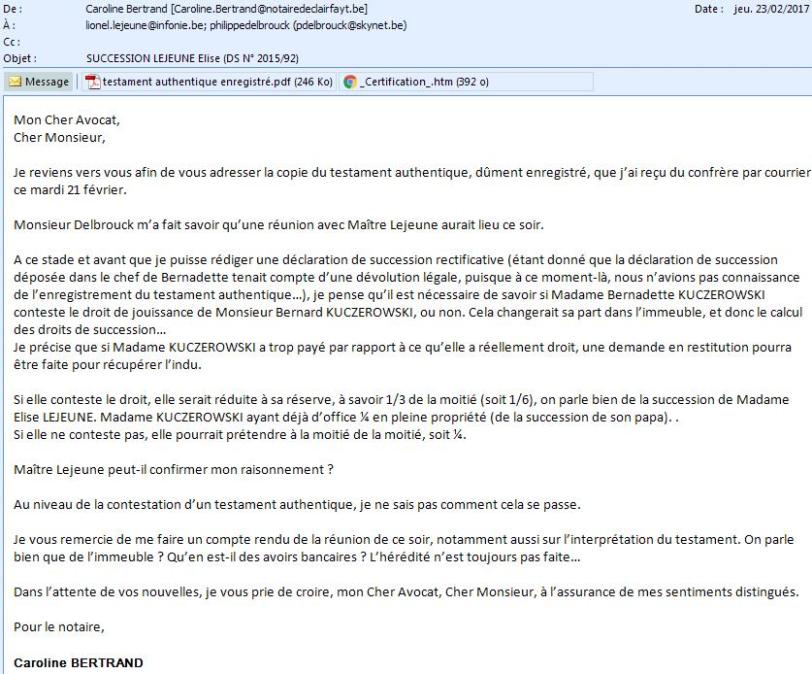 De : Caroline Bertrand [Caroline.Bertrand@notairedeclairfayt.be] Date : jeu. 23/02/2017
À : lionel.lejeune@infonie.be; philippedelbrouck (pdelbrouck@skynet.be)
Cc :
Objet : SUCCESSION LEJEUNE Elise (DS N° 2015/92)
Message testament authentique enregistré.pdf (246 Ko) _Certification_.htm (392 o)
Mon Cher Avocat,
Cher Monsieur,
Je reviens vers vous afin de vous adresser la copie du testament authentique, dûment enregistré, que j'ai reçu du confrère par courrier
ce mardi 21 février.
Monsieur Delbrouck m'a fait savoir qu'une réunion avec Maître Lejeune aurait lieu ce soir.
A ce stade et avant que je puisse rédiger une déclaration de succession rectificative (étant donné que la déclaration de succession
déposée dans le chef de Bernadette tenait compte d'une dévolution légale, puisque à ce moment-là, nous n'avions pas connaissance
de l'enregistrement du testament authentique…), je pense qu'il est nécessaire de savoir si Madame Bernadette KUCZEROWSKI
conteste le droit de jouissance de Monsieur Bernard KUCZEROWSKI, ou non. Cela changerait sa part dans l'immeuble, et donc le calcul
des droits de succession…
Je précise que si Madame KUCZEROWSKI a trop payé par rapport à ce qu'elle a réellement droit, une demande en restitution pourra
être faite pour récupérer l'indu.
Si elle conteste le droit, elle serait réduite à sa réserve, à savoir 1/3 de la moitié (soit 1/6), on parle bien de la succession de Madame
Elise LEJEUNE. Madame KUCZEROWSKI ayant déjà d'office ¼ en pleine propriété (de la succession de son papa). .
Si elle ne conteste pas, elle pourrait prétendre à la moitié de la moitié, soit ¼.
Maître Lejeune peut-il confirmer mon raisonnement ?
Au niveau de la contestation d'un testament authentique, je ne sais pas comment cela se passe.
Je vous remercie de me faire un compte rendu de la réunion de ce soir, notamment aussi sur l'interprétation du testament. On parle
bien que de l'immeuble ? Qu'en est-il des avoirs bancaires ? L'hérédité n'est toujours pas faite…
Dans l'attente de vos nouvelles, je vous prie de croire, mon Cher Avocat, Cher Monsieur, à l'assurance de mes sentiments distingués.
Pour le notaire,
Caroline BERTRAND